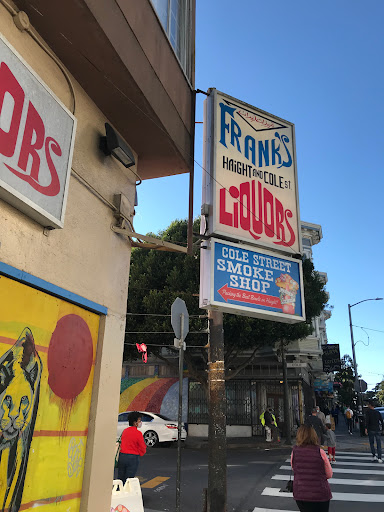 ORS
FRANK'S
HAIGHT AND COLE ST
LIQUORS
COLE STREET
SMOKE SHOP